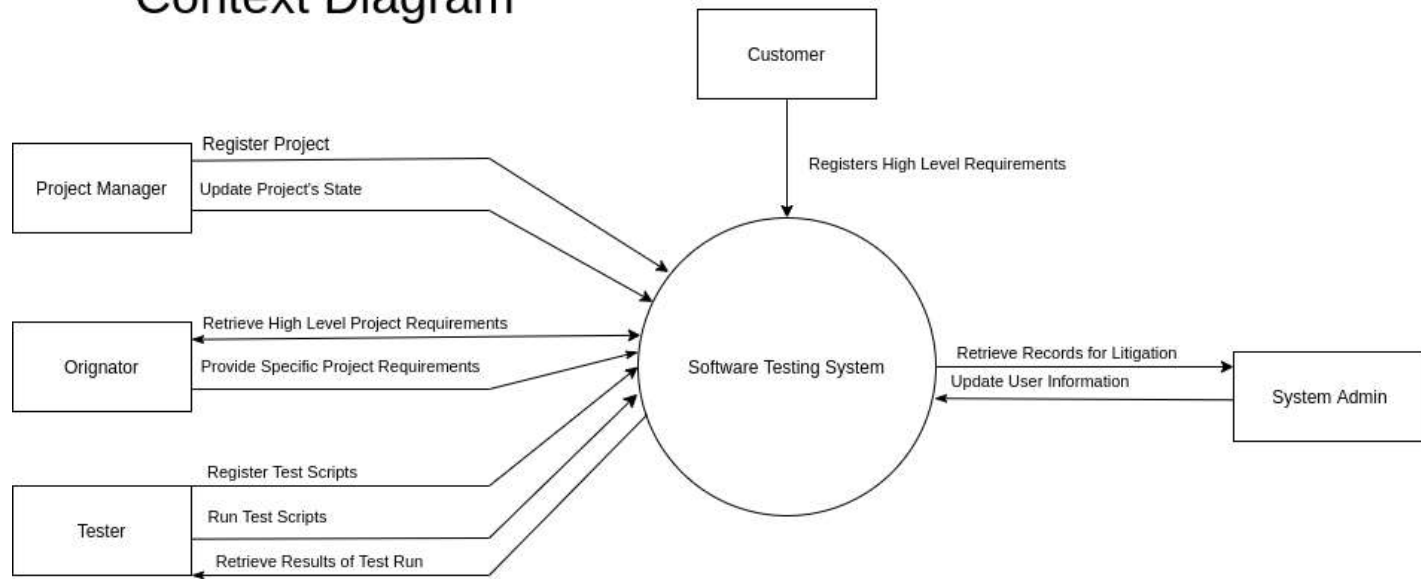 Context Diagram
Customer
Register Project
Registers High Level Requirements
Project Manager
Update Project's State
Retrieve High Level Project Requirements
Orignator
Provide Specific Project Requirements
Software Testing System
Retrieve Records for Litigation
Update User Information
System Admin
Register Test Scripts
Run Test Scripts
Tester
Retrieve Results of Test Run